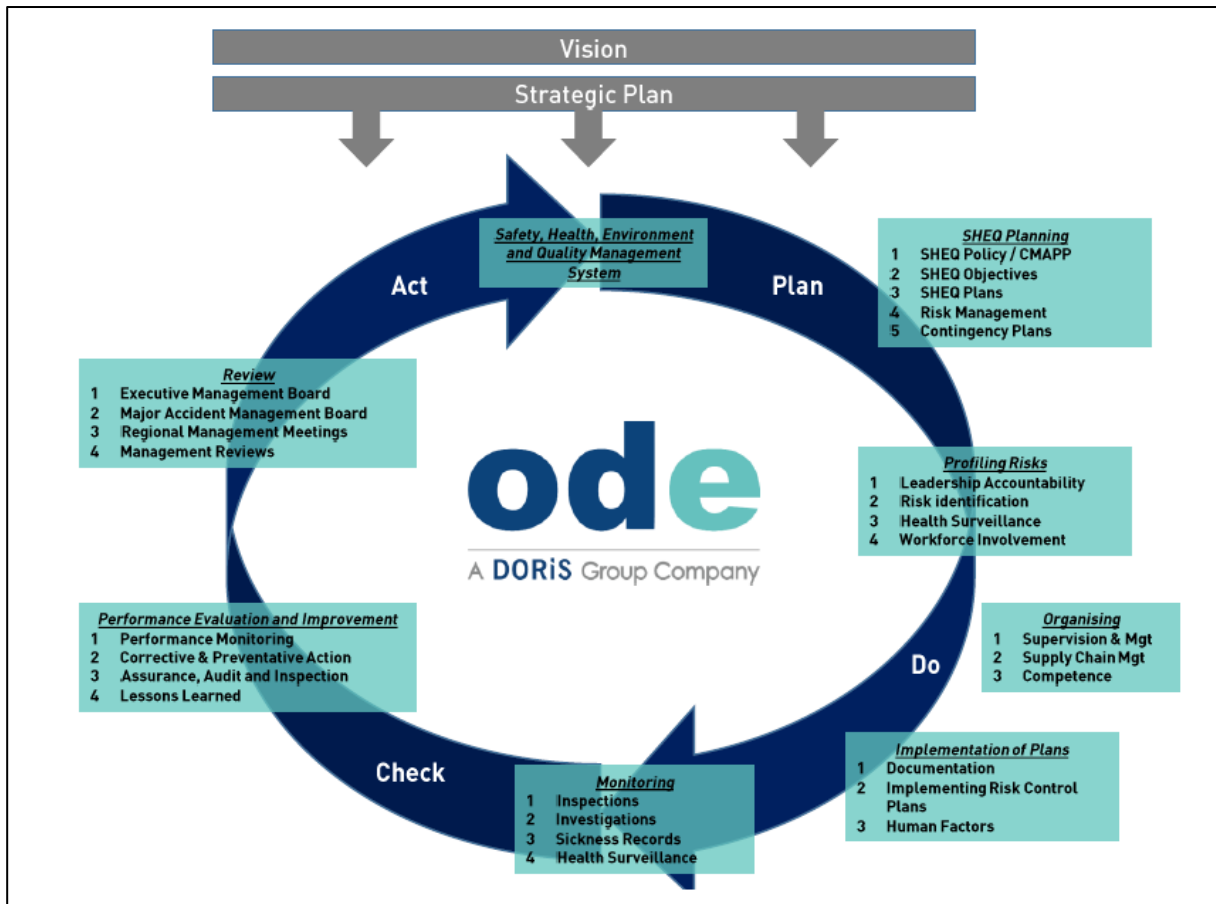 Vision
Strategic Plan
Safety, Health, Environment
and Quality Management
System
Act
Plan
SHEQ Planning
1 SHEQ Policy / CMAPP
2 SHEQ Objectives
3 SHEQ Plans
4 Risk Management
5 Contingency Plans
Review
1 Executive Management Board
2 Major Accident Management Board
3 Regional Management Meetings
4 Management Reviews
ode
A DORiS Group Company
Profiling Risks
1 Leadership Accountability
2 Risk identification
3 Health Surveillance
4 Workforce Involvement
Performance Evaluation and Improvement
1 Performance Monitoring
2 Corrective & Preventative Action
3 Assurance, Audit and Inspection
4 Lessons Learned
Organising
1 Supervision & Mgt
2 Supply Chain Mgt
3 Competence
Do
Implementation of Plans
1 Documentation
2 Implementing Risk Control
Plans
3 Human Factors
Check
Monitoring
1 Inspections
2 Investigations
3 Sickness Records
4 Health Surveillance